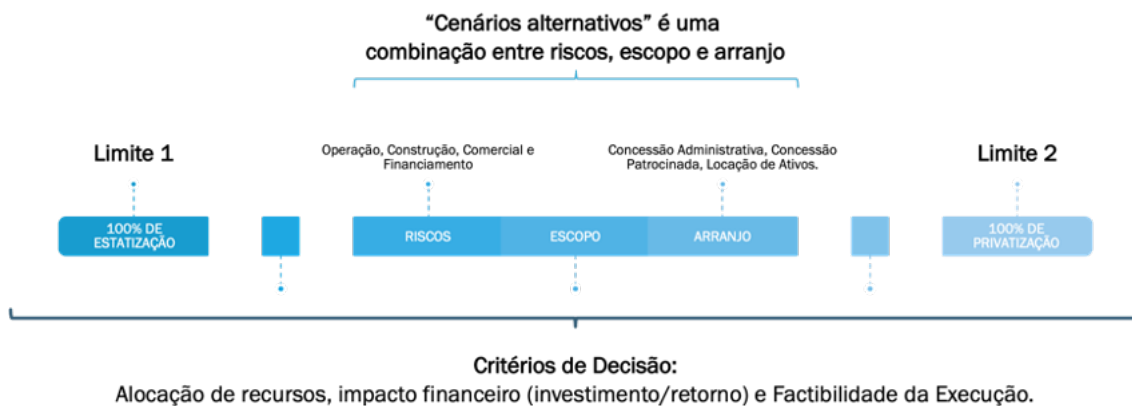 “Cenários alternativos” é uma
combinação entre riscos, escopo e arranjo
Limite 1
Operação, Construção, Comercial e
Financiamento
Concessão Administrativa, Concessão
Patrocinada, Locação de Ativos.
Limite 2
100% DE
ESTATIZAÇÃO
RISCOS
ESCOPO
ARRANJO
100% DE
PRIVATIZAÇÃO
Critérios de Decisão:
Alocação de recursos, impacto financeiro (investimento/retorno) e Factibilidade da Execução.